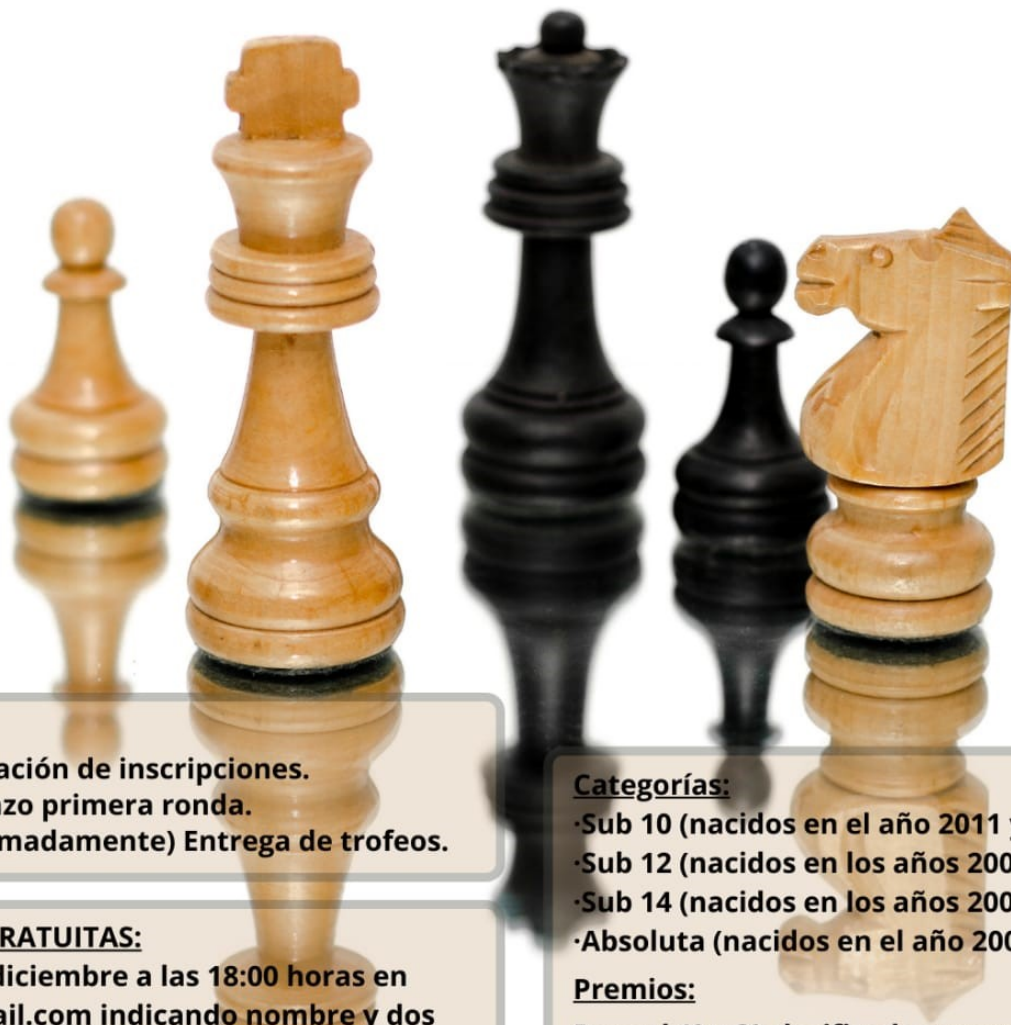 ación de inscripciones.
zo primera ronda.
madamente) Entrega de trofeos.
RATUITAS:
diciembre a las 18:00 horas en
ail.com indicando nombre y dos
Categorías:
·Sub 10 (nacidos en el año 2011
·Sub 12 (nacidos en los años 200
·Sub 14 (nacidos en los años 200
·Absoluta (nacidos en el año 200
Premios: